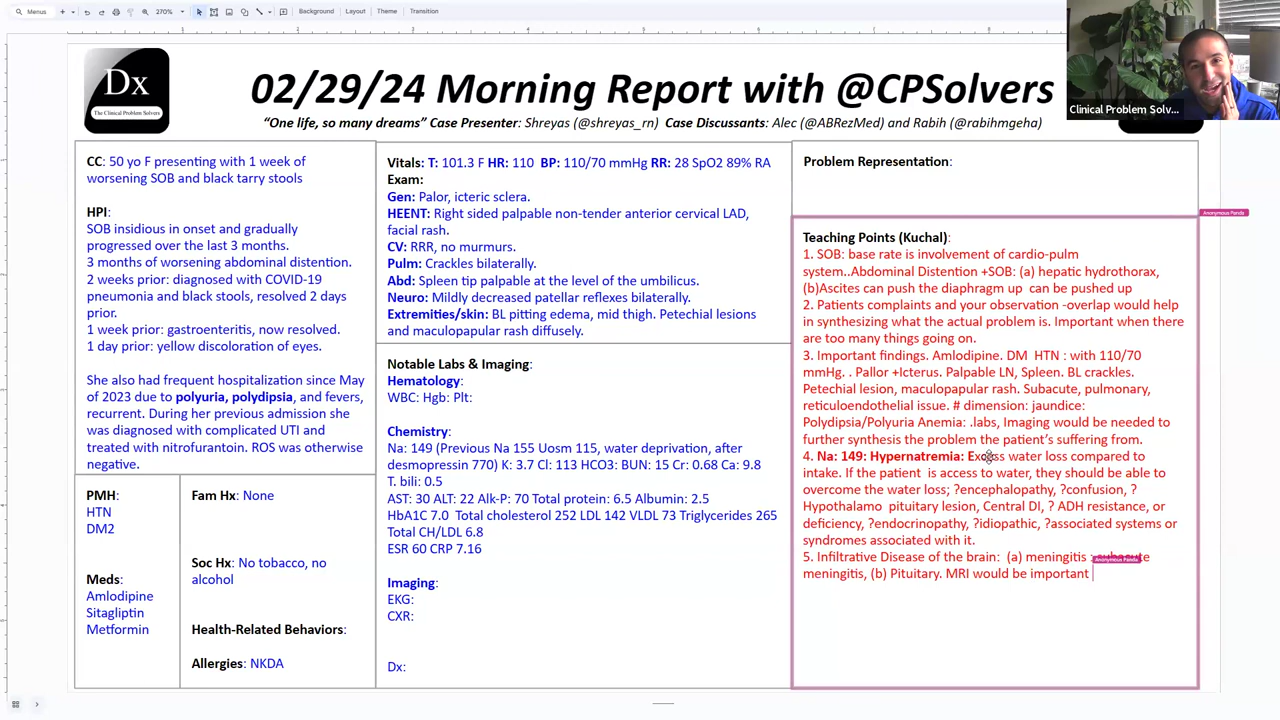 Menus
270%
Background
Layout
Theme
Transition
Dx
The Clinical Problem Solvers
02/29/24 Morning Report with @CPSolvers
“One life, so many dreams” Case Presenter: Shreyas (@shreyas_rn) Case Discussants: Alec (@ABRezMed) and Rabih (@rabihmgeha)
Clinical Problem Solv...
CC: 50 yo F presenting with 1 week of
worsening SOB and black tarry stools
HPI:
SOB insidious in onset and gradually
progressed over the last 3 months.
3 months of worsening abdominal distention.
2 weeks prior: diagnosed with COVID-19
pneumonia and black stools, resolved 2 days
prior.
1 week prior: gastroenteritis, now resolved.
1 day prior: yellow discoloration of eyes.
She also had frequent hospitalization since May
of 2023 due to polyuria, polydipsia, and fevers,
recurrent. During her previous admission she
was diagnosed with complicated UTI and
treated with nitrofurantoin. ROS was otherwise
negative.
PMH:
HTN
DM2
Meds:
Amlodipine
Sitagliptin
Metformin
Fam Hx: None
Soc Hx: No tobacco, no
alcohol
Health-Related Behaviors:
Allergies: NKDA
Vitals: T: 101.3 F HR: 110 BP: 110/70 mmHg RR: 28 SpO2 89% RA
Exam:
Gen: Palor, icteric sclera.
HEENT: Right sided palpable non-tender anterior cervical LAD,
facial rash.
CV: RRR, no murmurs.
Pulm: Crackles bilaterally.
Abd: Spleen tip palpable at the level of the umbilicus.
Neuro: Mildly decreased patellar reflexes bilaterally.
Extremities/skin: BL pitting edema, mid thigh. Petechial lesions
and maculopapular rash diffusely.
Notable Labs & Imaging:
Hematology:
WBC: Hgb: Plt:
Chemistry:
Na: 149 (Previous Na 155 Uosm 115, water deprivation, after
desmopressin 770) K: 3.7 Cl: 113 HCO3: BUN: 15 Cr: 0.68 Ca: 9.8
T. bili: 0.5
AST: 30 ALT: 22 Alk-P: 70 Total protein: 6.5 Albumin: 2.5
HbA1C 7.0 Total cholesterol 252 LDL 142 VLDL 73 Triglycerides 265
Total CH/LDL 6.8
ESR 60 CRP 7.16
Imaging:
EKG:
CXR:
Dx:
Problem Representation:
Anonymous Panda
Teaching Points (Kuchal):
1. SOB: base rate is involvement of cardio-pulm
system..Abdominal Distention +SOB: (a) hepatic hydrothorax,
(b)Ascites can push the diaphragm up can be pushed up
2. Patients complaints and your observation -overlap would help
in synthesizing what the actual problem is. Important when there
are too many things going on.
3. Important findings. Amlodipine. DM HTN : with 110/70
mmHg. . Pallor +Icterus. Palpable LN, Spleen. BL crackles.
Petechial lesion, maculopapular rash. Subacute, pulmonary,
reticuloendothelial issue. # dimension: jaundice:
Polydipsia/Polyuria Anemia: .labs, Imaging would be needed to
further synthesis the problem the patient’s suffering from.
4. Na: 149: Hypernatremia: Excess water loss compared to
intake. If the patient is access to water, they should be able to
overcome the water loss; ?encephalopathy, ?confusion, ?
Hypothalamo pituitary lesion, Central DI, ? ADH resistance, or
deficiency, ?endocrinopathy, ?idiopathic, ?associated systems or
syndromes associated with it.
5. Infiltrative Disease of the brain: (a) meningitis : subacute
Anonymous Panda
meningitis, (b) Pituitary. MRI would be important